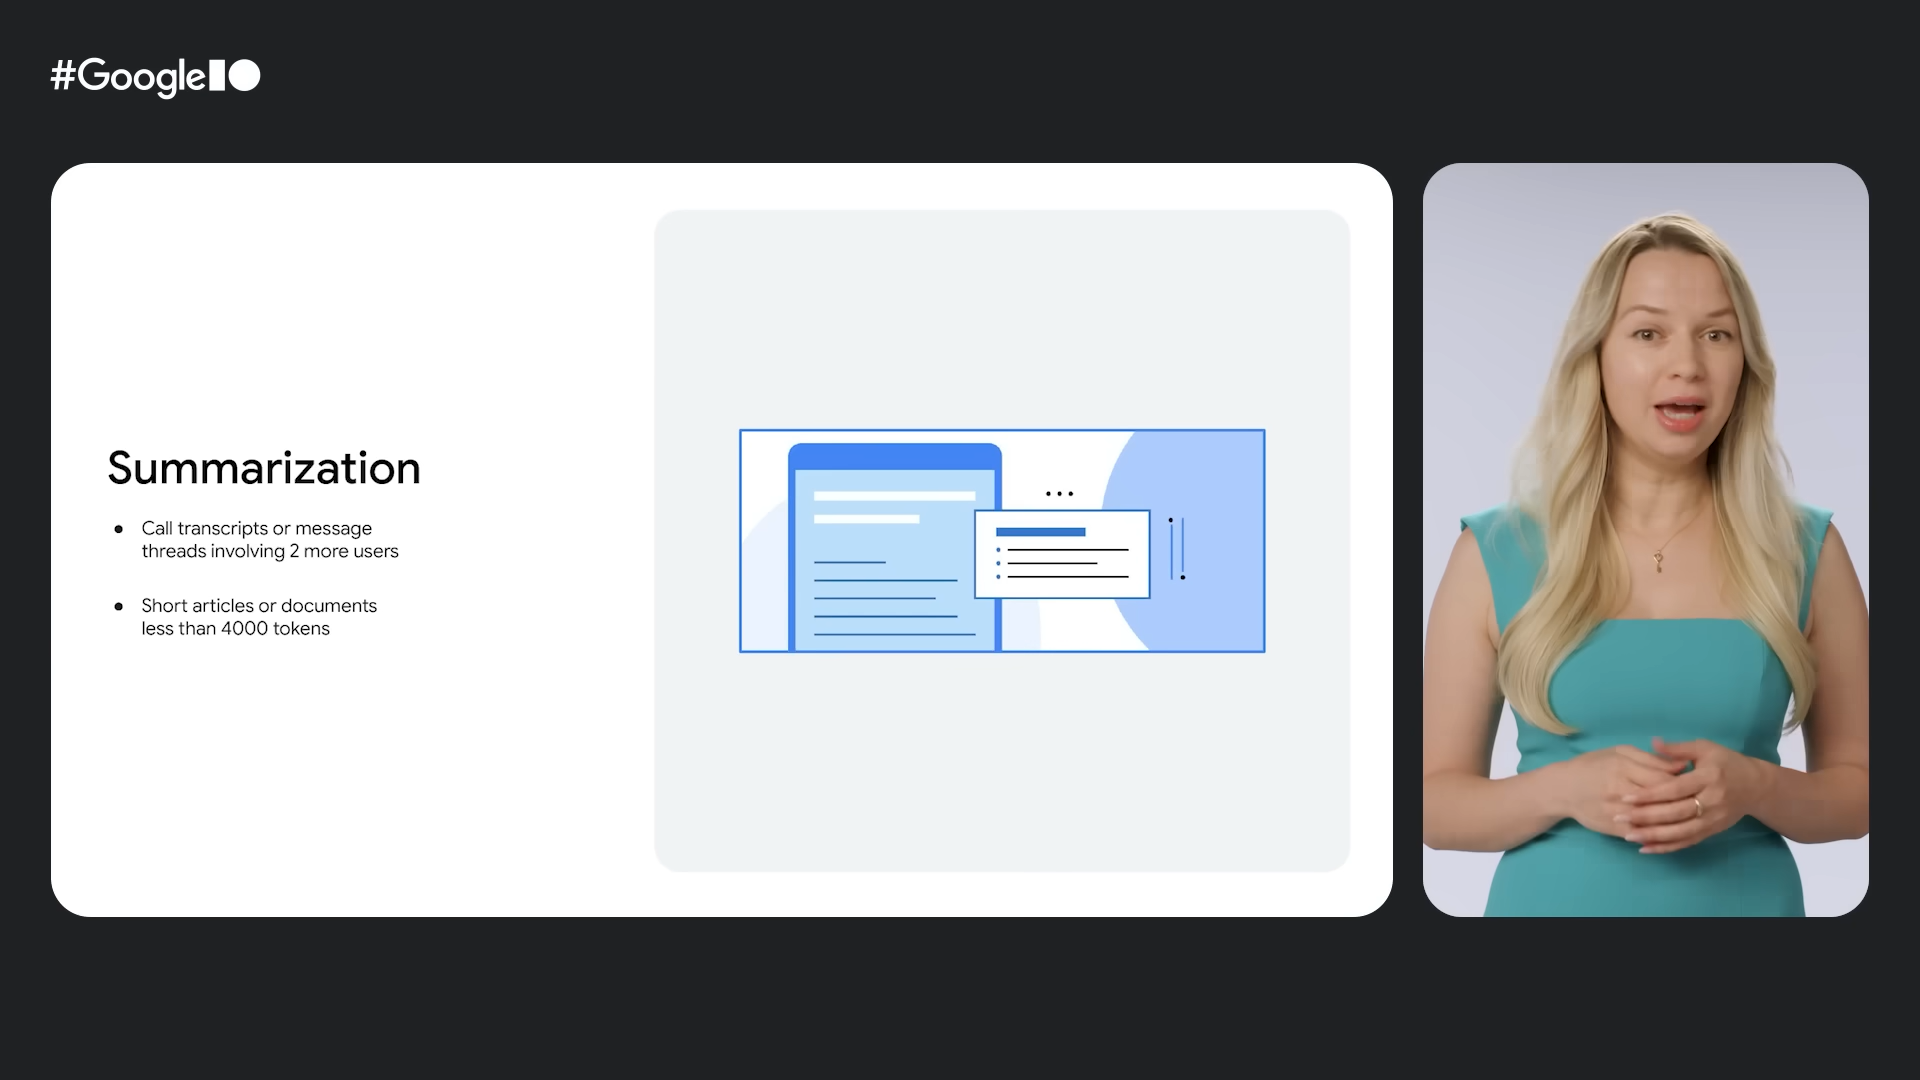 #GoogleIO
Summarization
● Call transcripts or message
threads involving 2 more users
● Short articles or documents
less than 4000 tokens